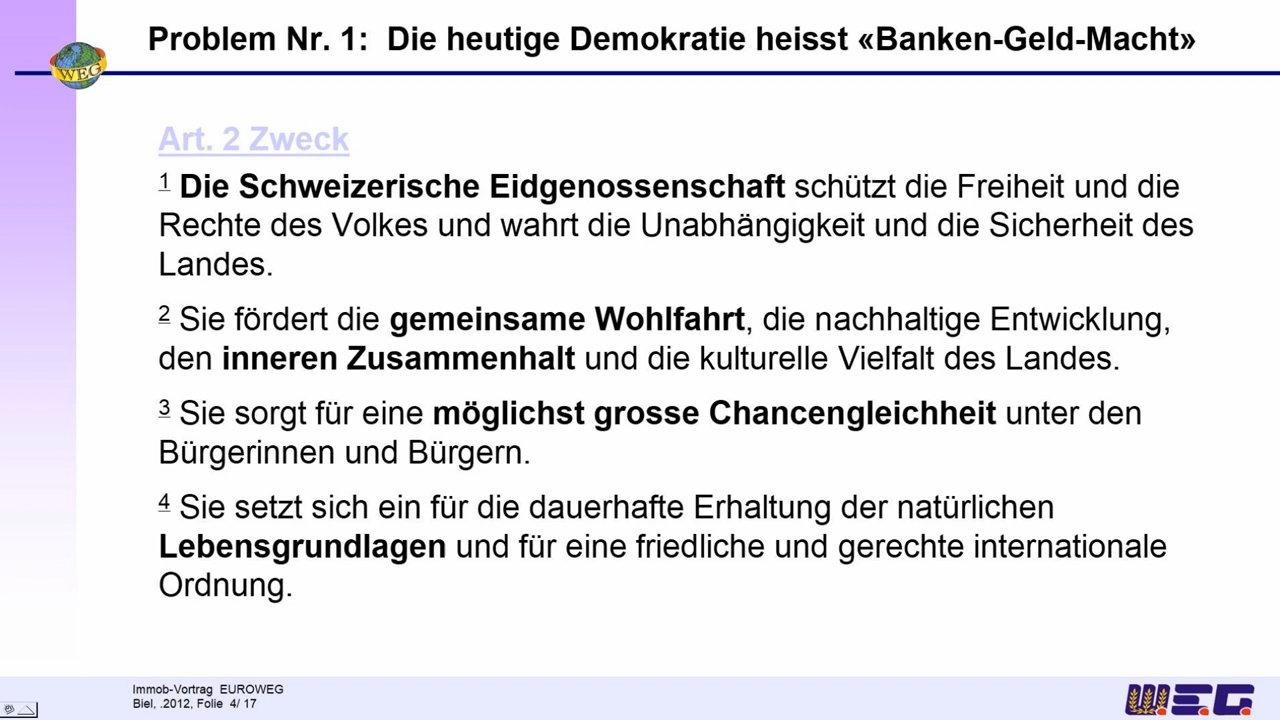 Problem Nr. 1: Die heutige Demokratie heisst «Banken-Geld-Macht»
WEG
Art. 2 Zweck
1 Die Schweizerische Eidgenossenschaft schützt die Freiheit und die
Rechte des Volkes und wahrt die Unabhängigkeit und die Sicherheit des
Landes.
2 Sie fördert die gemeinsame Wohlfahrt, die nachhaltige Entwicklung,
den inneren Zusammenhalt und die kulturelle Vielfalt des Landes.
3 Sie sorgt für eine möglichst grosse Chancengleichheit unter den
Bürgerinnen und Bürgern.
4 Sie setzt sich ein für die dauerhafte Erhaltung der natürlichen
Lebensgrundlagen und für eine friedliche und gerechte internationale
Ordnung.
Immob-Vortrag EUROWEG
Biel, .2012, Folie 4/ 17
W.E.G.